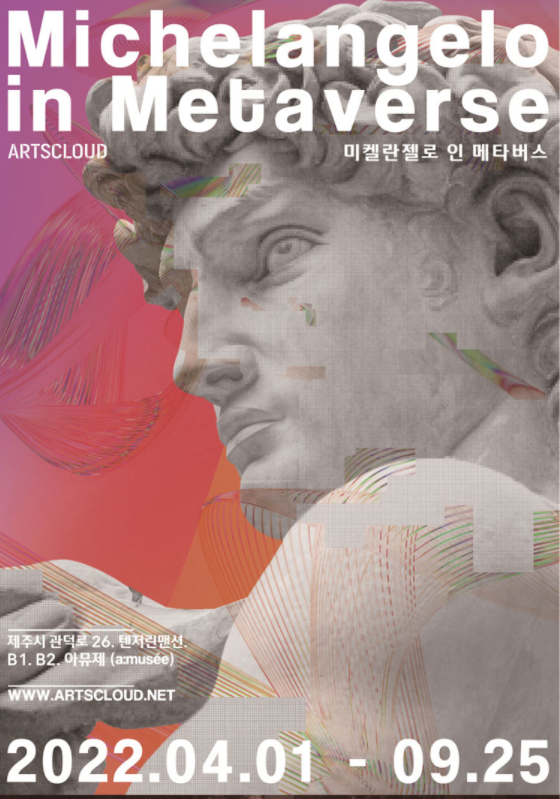 Michelangelo
in Metaverse
ARTSCLOUD
미켈란젤로 인 메타버스
제주시 관덕로 26. 텐저린맨션.
B1. B2. 아뮤제 (a:musée)
WWW.ARTSCLOUD.NET
2022.04.01 - 09.25